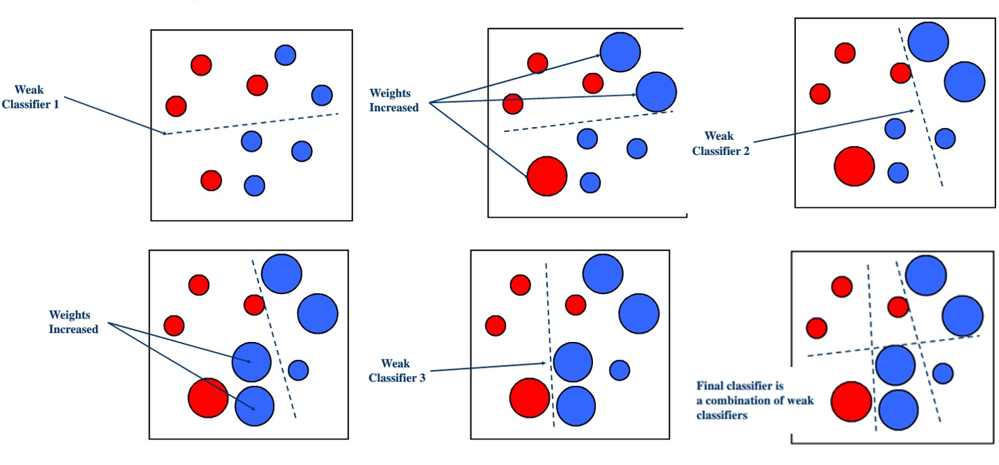 Weak
Classifier 1
Weights
Increased
Weak
Classifier 2
Weights
Increased
Weak
Classifier 3
Final classifier is
a combination of weak
classifiers